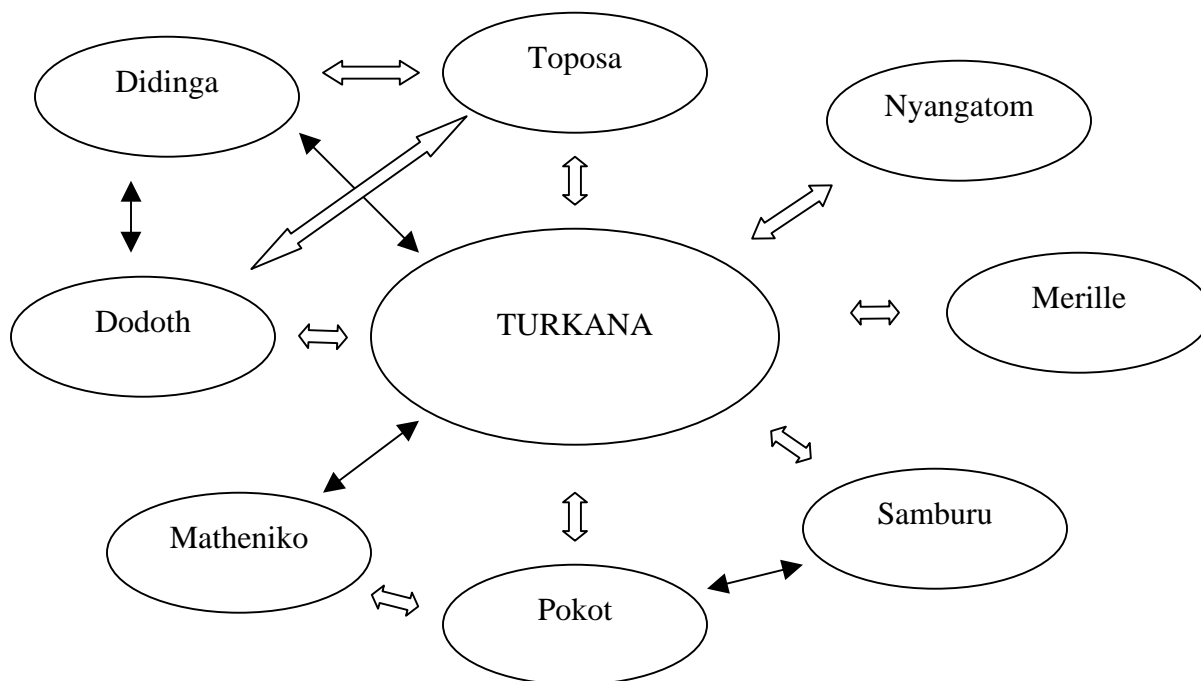 Toposa
Didinga
Nyangatom
Merille
Dodoth
TURKANA
Samburu
Matheniko
Pokot